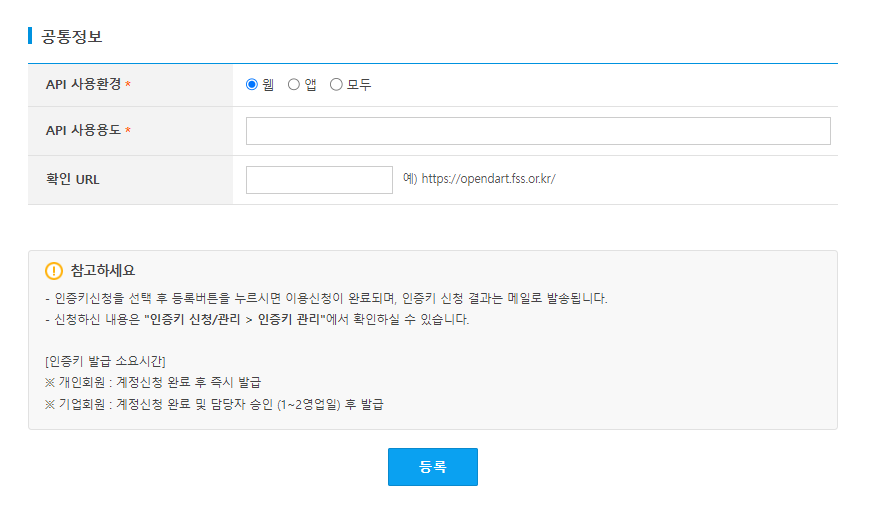 공통정보
API 사용환경 *
웹 앱 모두
API 사용용도 *
확인 URL
예) https://opendart.fss.or.kr/
참고하세요
- 인증키신청을 선택 후 등록버튼을 누르시면 이용신청이 완료되며, 인증키 신청 결과는 메일로 발송됩니다.
- 신청하신 내용은 "인증키 신청/관리 > 인증키 관리"에서 확인하실 수 있습니다.
[인증키 발급 소요시간]
※ 개인회원 : 계정신청 완료 후 즉시 발급
※ 기업회원 : 계정신청 완료 및 담당자 승인 (1~2영업일) 후 발급
등록